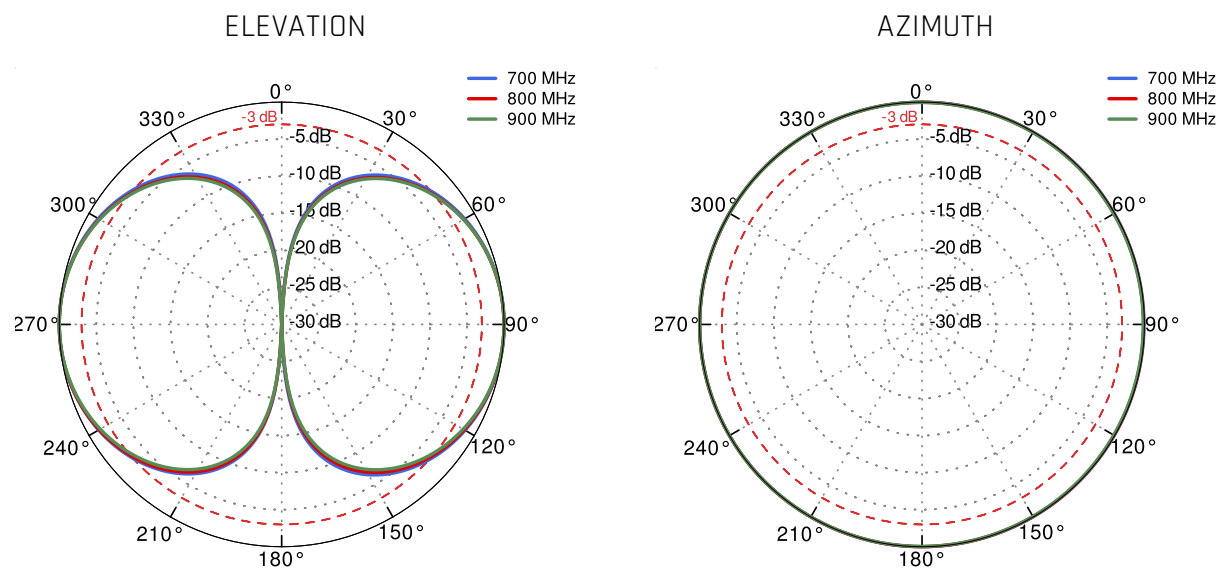 ELEVATION
700 MHz
800 MHz
900 MHz
0°
330°
-3 dB
30°
-5 dB
-10 dB
300°
-15 dB
60°
-20 dB
-25 dB
270°
-30 dB
90°
240°
120°
210°
150°
180°
AZIMUTH
700 MHz
800 MHz
900 MHz
0°
330°
-3 dB
30°
-5 dB
-10 dB
300°
-15 dB
60°
-20 dB
-25 dB
270°
-30 dB
90°
240°
120°
210°
150°
180°